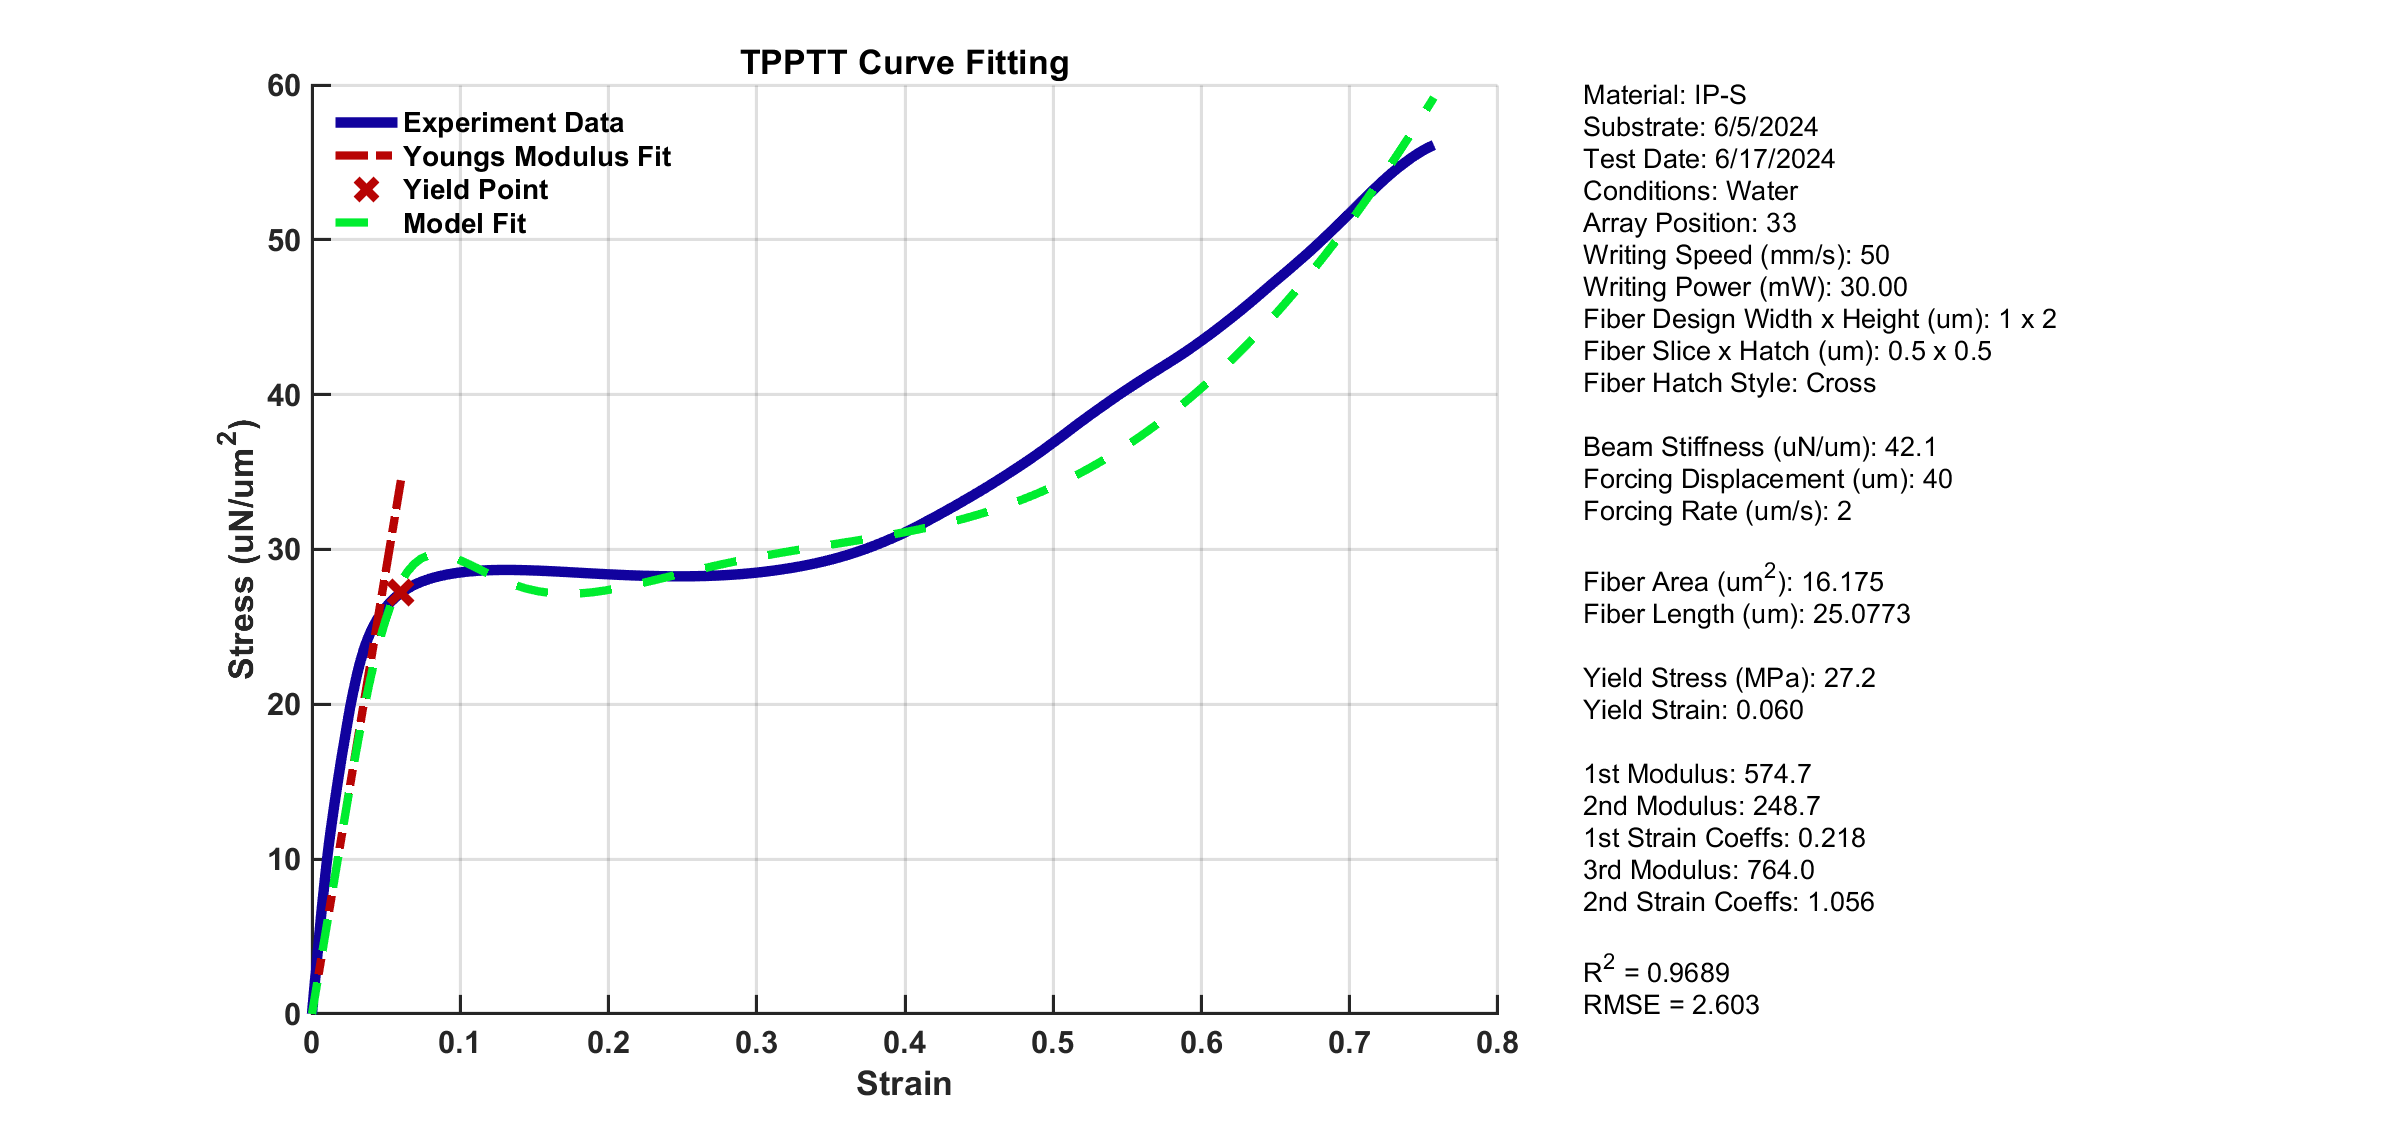 TPPTT Curve Fitting
60
50
40
30
20
10
0
Stress (uN/um²)
Experiment Data
Youngs Modulus Fit
Yield Point
Model Fit
0 0.1 0.2 0.3 0.4 0.5 0.6 0.7 0.8
Strain
Material: IP-S
Substrate: 6/5/2024
Test Date: 6/17/2024
Conditions: Water
Array Position: 33
Writing Speed (mm/s): 50
Writing Power (mW): 30.00
Fiber Design Width x Height (um): 1 x 2
Fiber Slice x Hatch (um): 0.5 x 0.5
Fiber Hatch Style: Cross
Beam Stiffness (uN/um): 42.1
Forcing Displacement (um): 40
Forcing Rate (um/s): 2
Fiber Area (um²): 16.175
Fiber Length (um): 25.0773
Yield Stress (MPa): 27.2
Yield Strain: 0.060
1st Modulus: 574.7
2nd Modulus: 248.7
1st Strain Coeffs: 0.218
3rd Modulus: 764.0
2nd Strain Coeffs: 1.056
R² = 0.9689
RMSE = 2.603